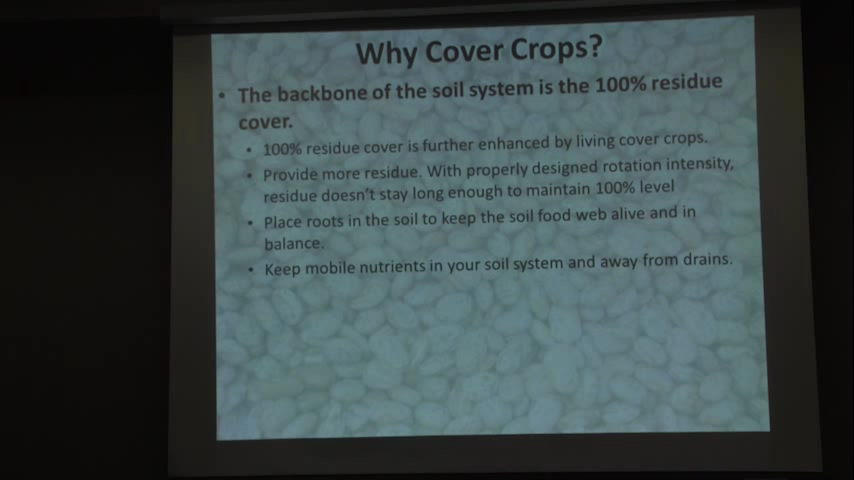 Why Cover Crops?
• The backbone of the soil system is the 100% residue
cover.
• 100% residue cover is further enhanced by living cover crops.
• Provide more residue. With properly designed rotation intensity,
residue doesn't stay long enough to maintain 100% level
• Place roots in the soil to keep the soil food web alive and in
balance.
• Keep mobile nutrients in your soil system and away from drains.